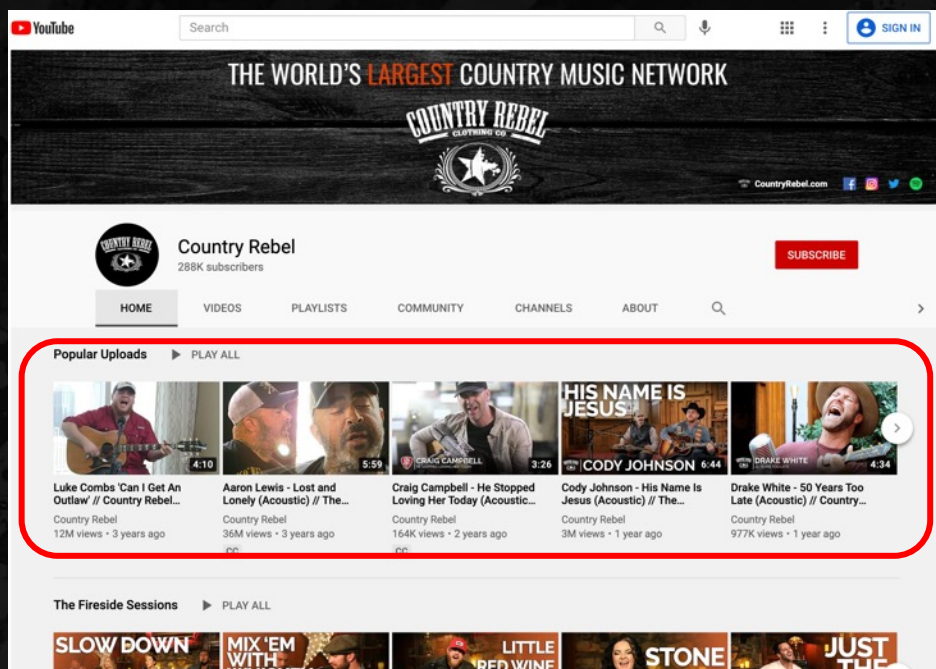 YouTube
Search
SIGN IN
THE WORLD'S LARGEST COUNTRY MUSIC NETWORK
COUNTRY REBEL
CLOTHING CO.
CountryRebel.com
COUNTRY REBEL
Country Rebel
288K subscribers
SUBSCRIBE
HOME VIDEOS PLAYLISTS COMMUNITY CHANNELS ABOUT
Popular Uploads PLAY ALL
4:10
5:59
CRAIG CAMPBELL
3:26
HIS NAME IS
JESUS
CODY JOHNSON 6:44
DRAKE WHITE
4:34
Luke Combs 'Can I Get An
Outlaw' // Country Rebel...
Country Rebel
12M views • 3 years ago
Aaron Lewis - Lost and
Lonely (Acoustic) // The...
Country Rebel
36M views • 3 years ago
CC
Craig Campbell - He Stopped
Loving Her Today (Acoustic...
Country Rebel
164K views • 2 years ago
CC
Cody Johnson - His Name Is
Jesus (Acoustic) // The...
Country Rebel
3M views • 1 year ago
Drake White - 50 Years Too
Late (Acoustic) // Country...
Country Rebel
977K views • 1 year ago
The Fireside Sessions PLAY ALL
SLOW DOWN
MIX 'EM
WITH
LITTLE
RED WINE
STONE
JUST